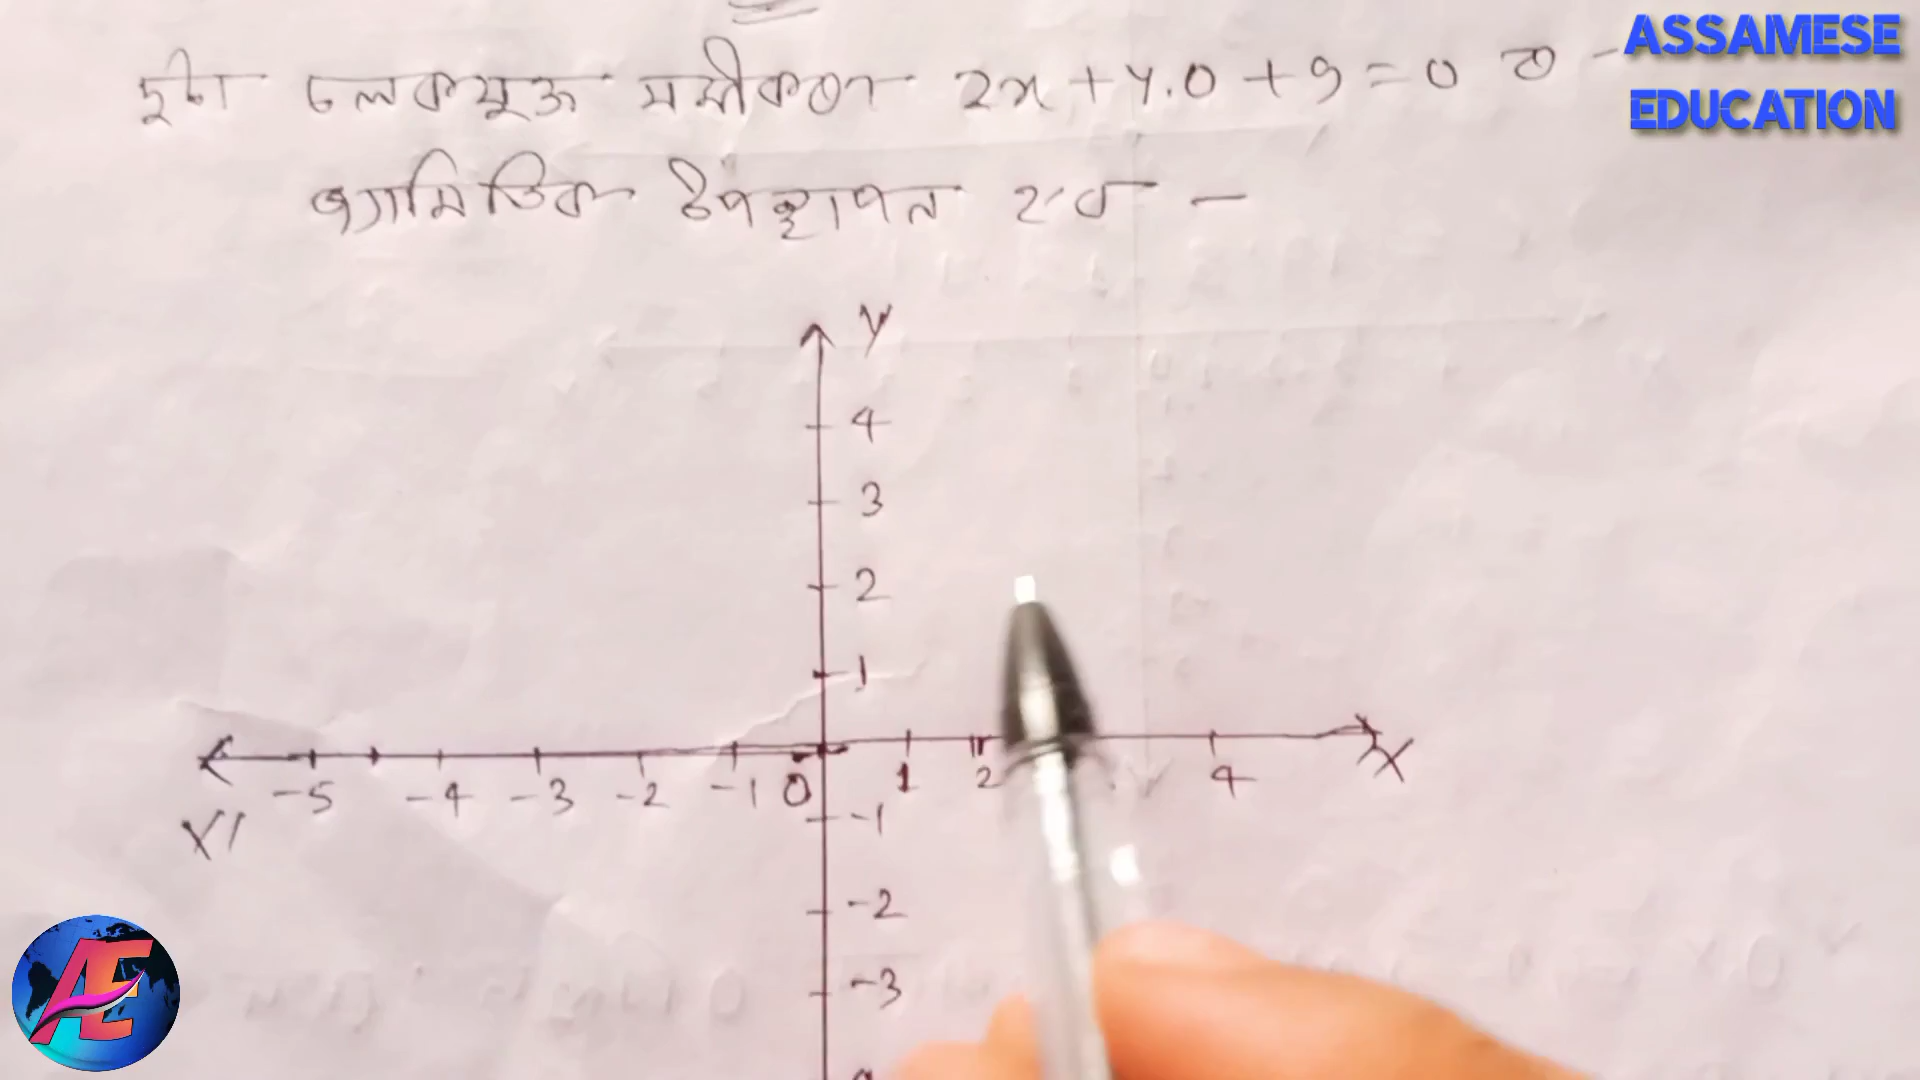 দুটা চলকযুক্ত সমীকৰণ 2x + y.0 + 9 = 0 ৰ -
জ্যামিতিক উপস্থাপন হ'ব -
ASSAMESE
EDUCATION
Y
4
3
2
1
-5 -4 -3 -2 -1 0 1 2 4 X
X'
-1
-2
-3
Æ